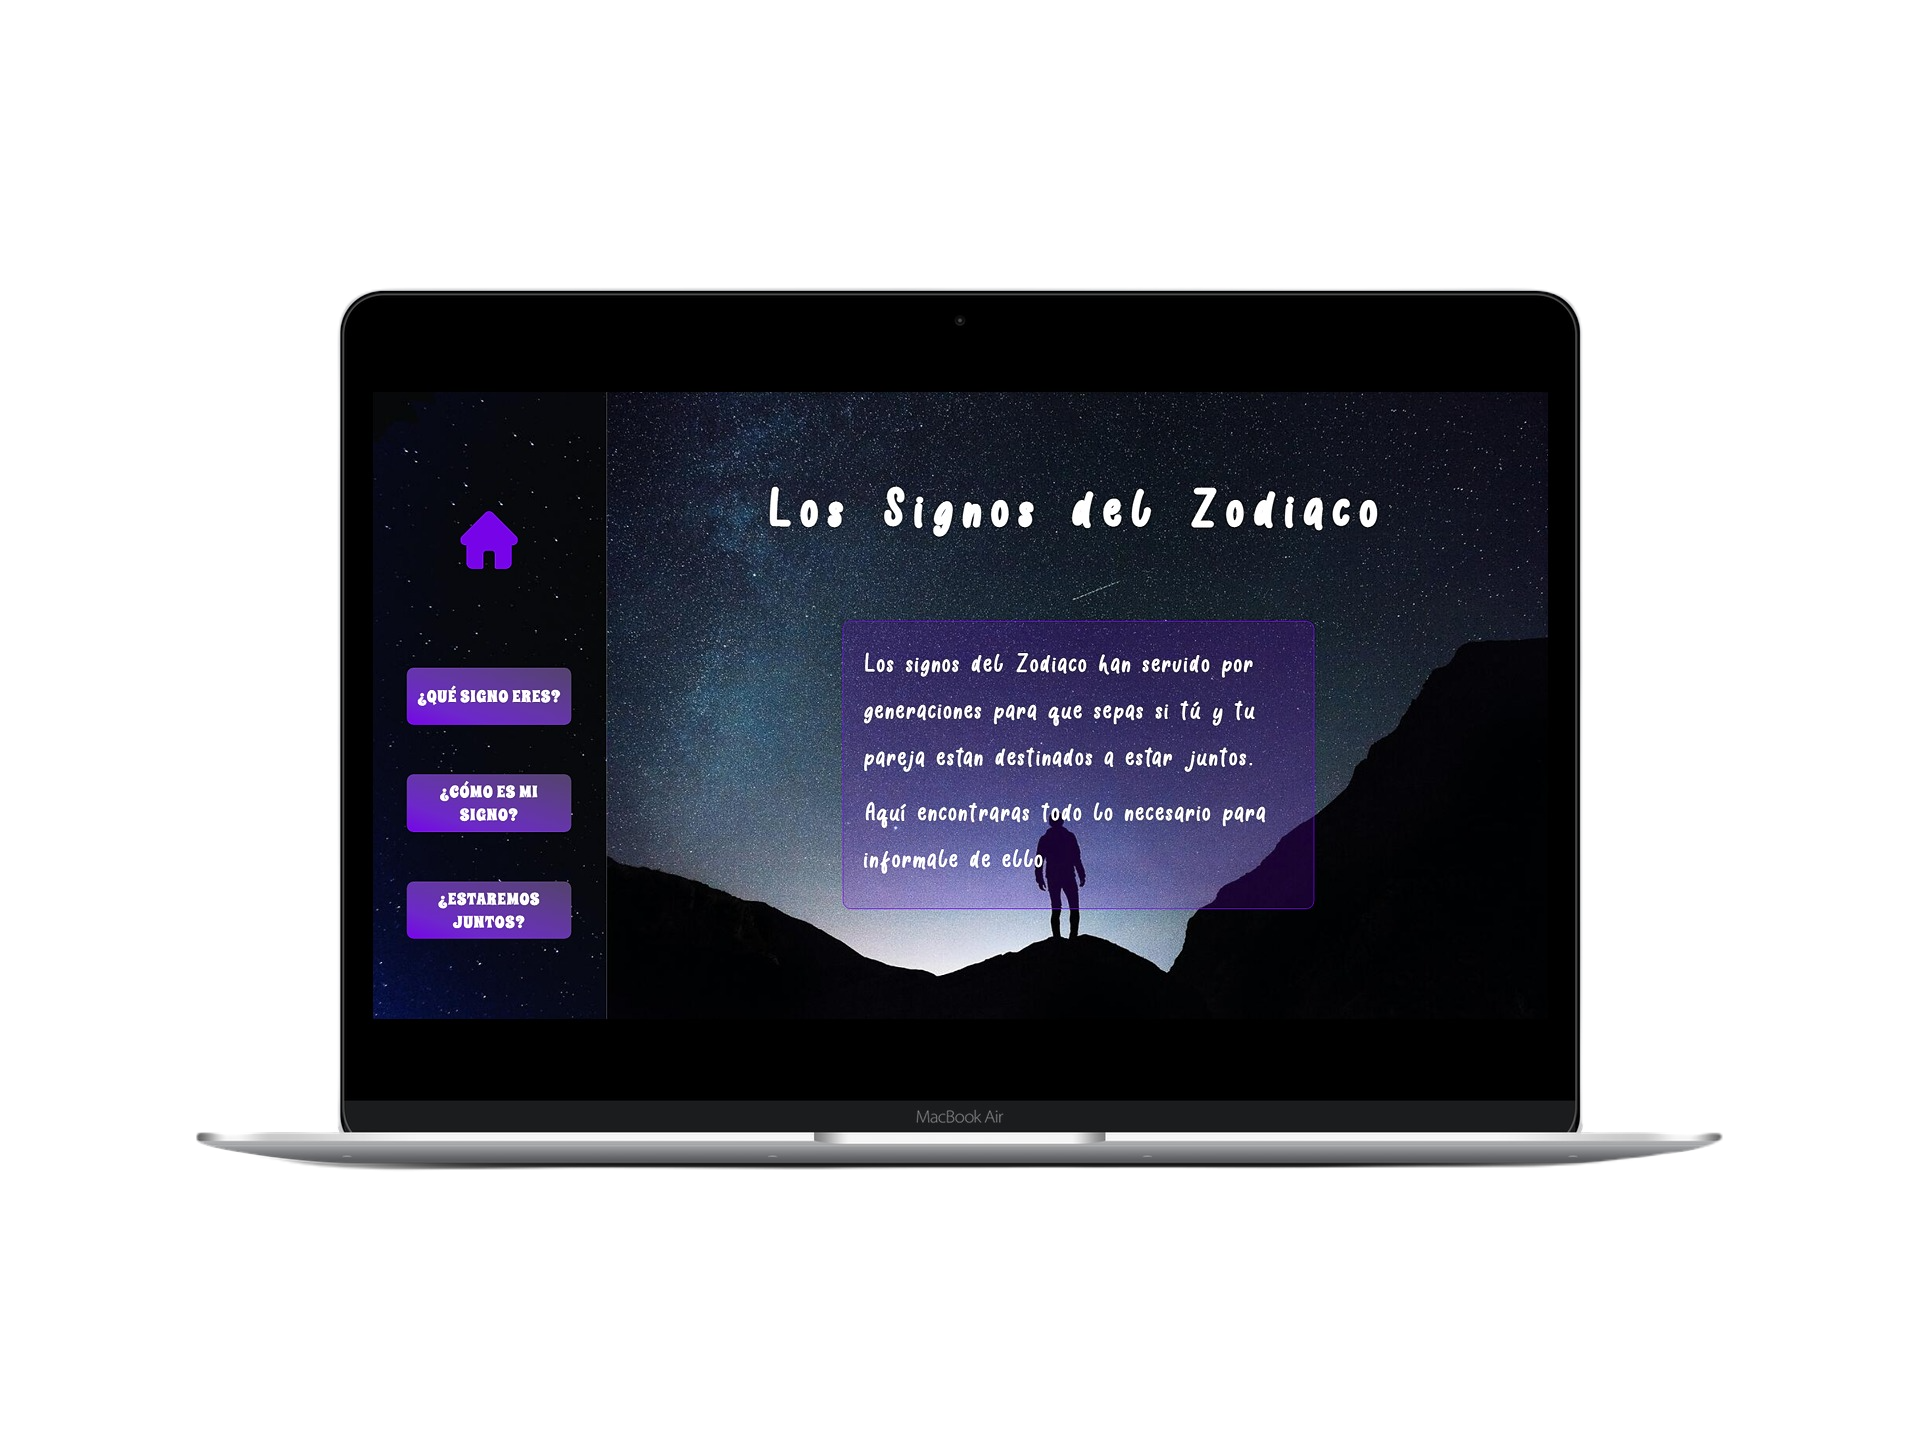 Los Signos del Zodiaco
¿QUÉ SIGNO ERES?
¿CÓMO ES MI
SIGNO?
¿ESTAREMOS
JUNTOS?
Los signos del Zodiaco han servido por
generaciones para que sepas si tú y tu
pareja estan destinados a estar juntos.
Aquí encontraras todo lo necesario para
informale de ello
MacBook Air